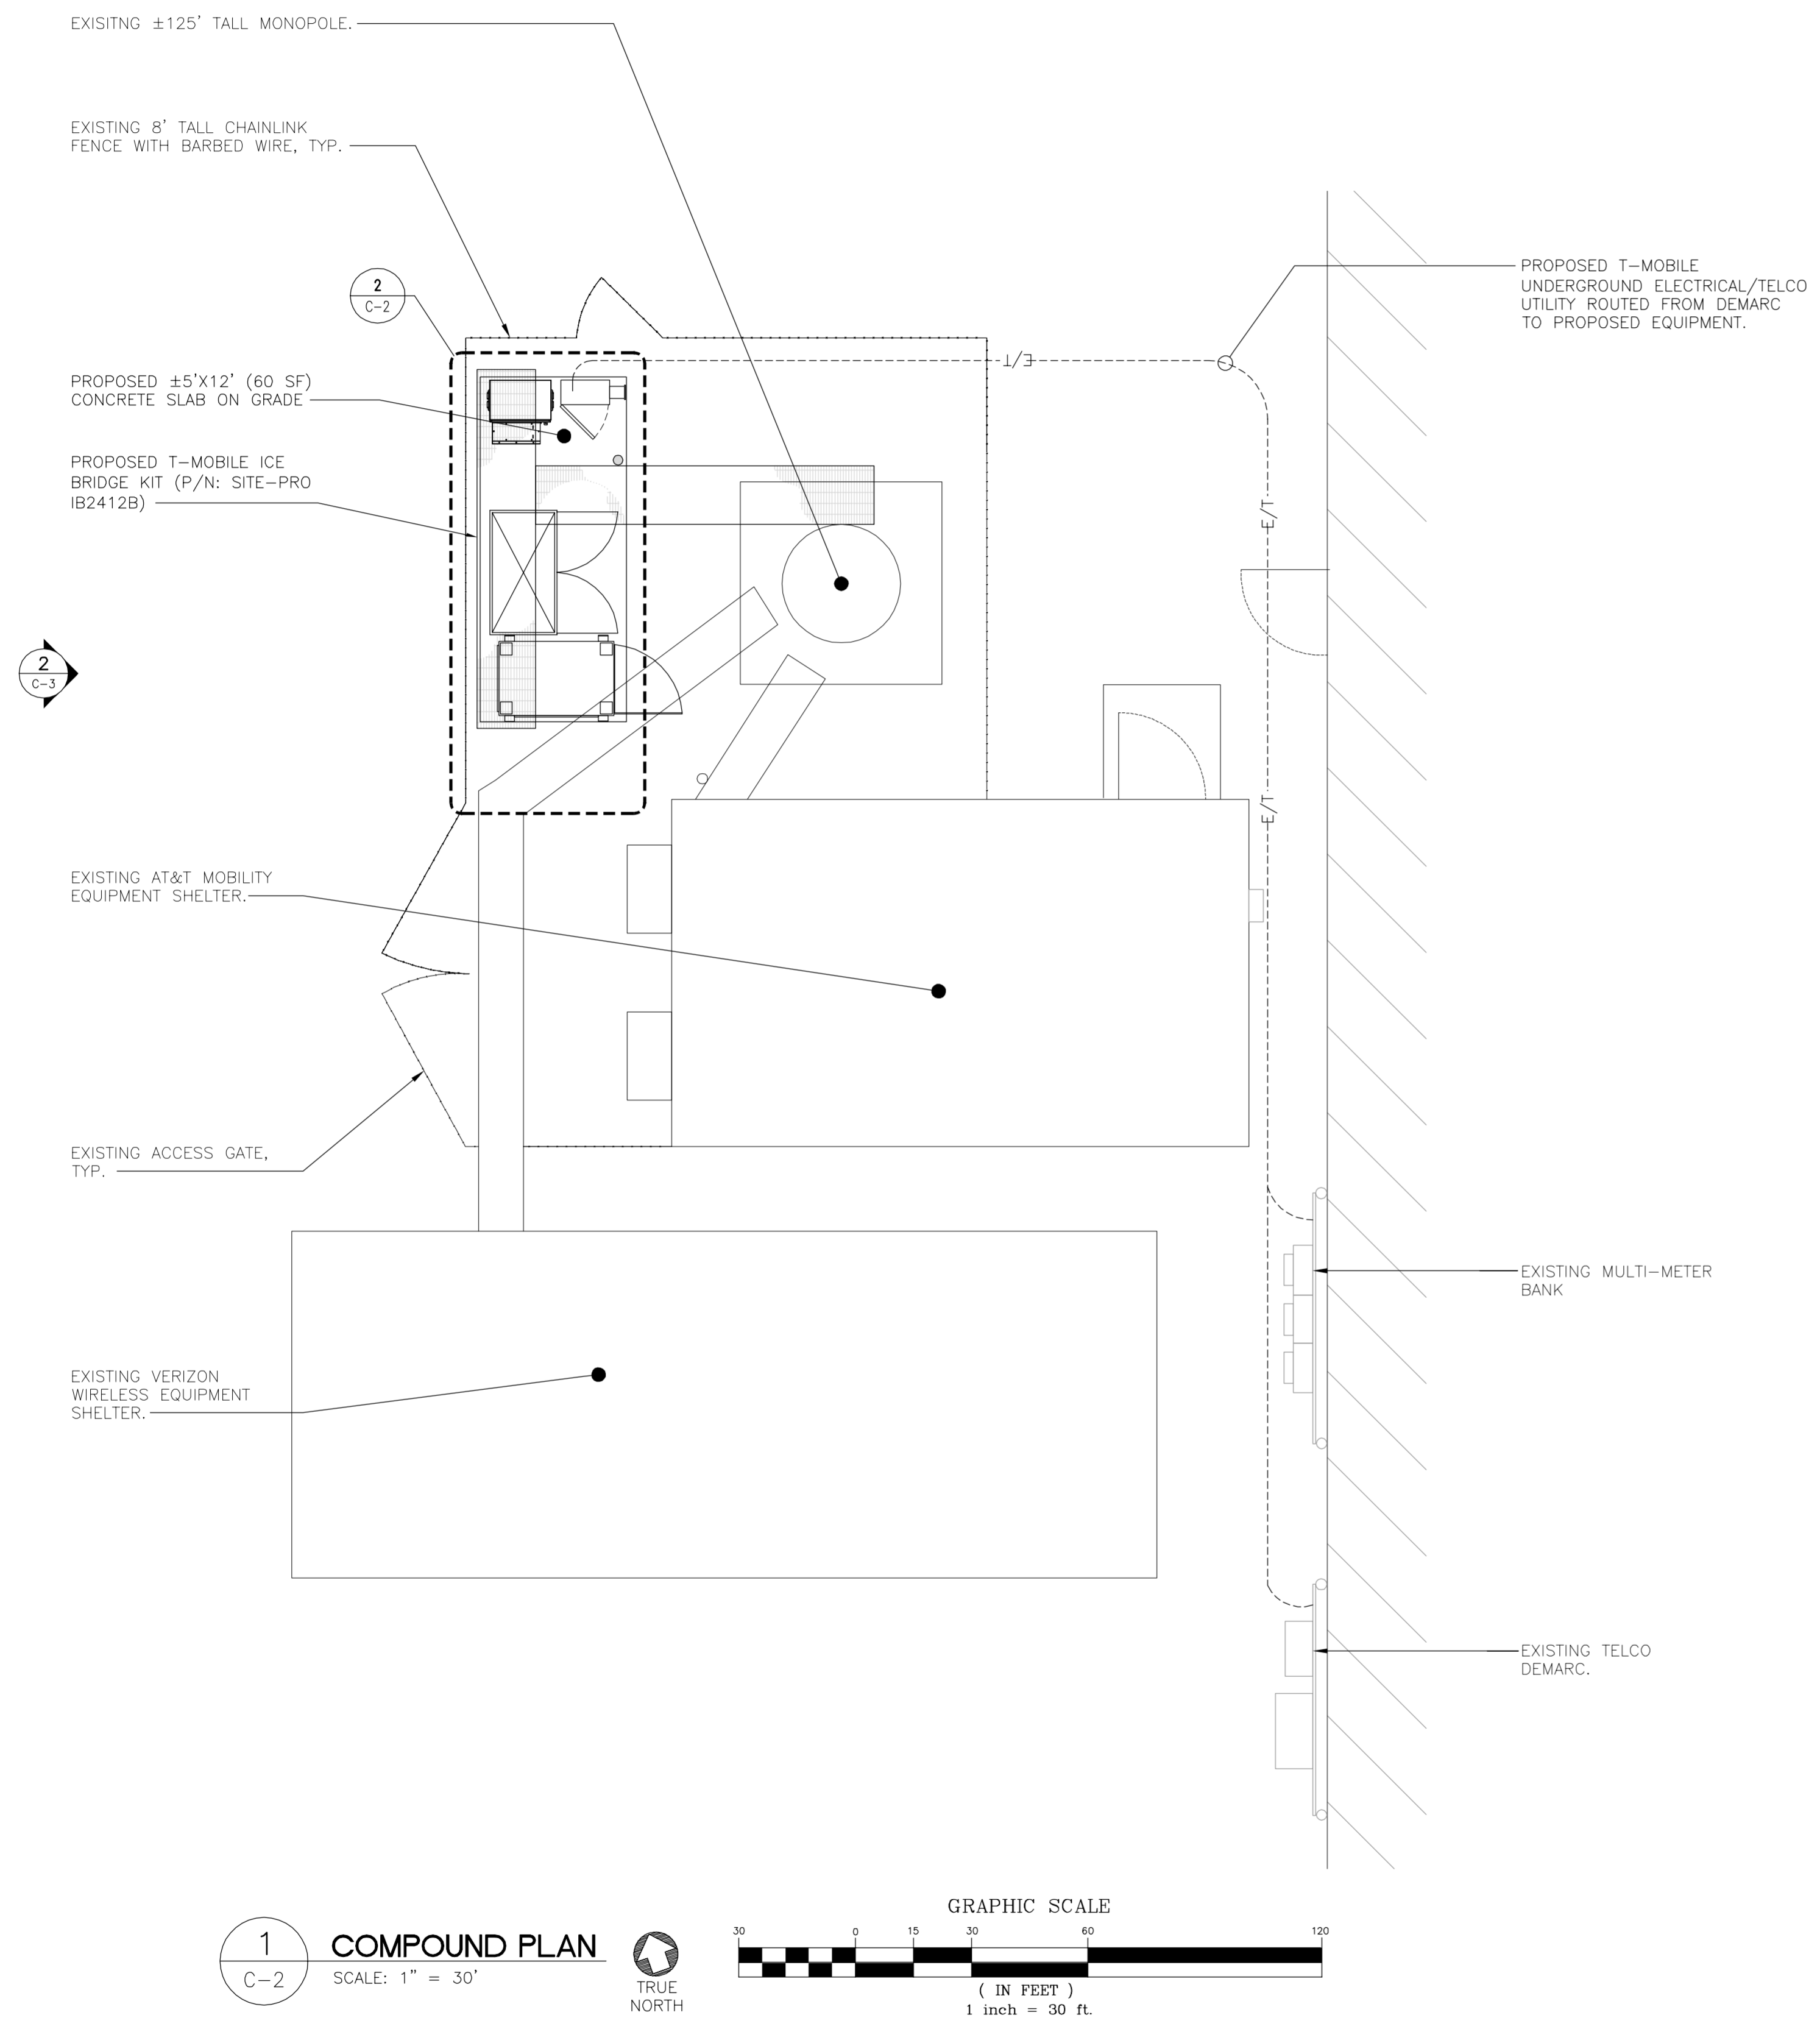 EXISITNG ±125' TALL MONOPOLE.
EXISTING 8' TALL CHAINLINK
FENCE WITH BARBED WIRE, TYP.
2
C-2
PROPOSED T-MOBILE
UNDERGROUND ELECTRICAL/TELCO
UTILITY ROUTED FROM DEMARC
TO PROPOSED EQUIPMENT.
E/T
PROPOSED ±5'X12' (60 SF)
CONCRETE SLAB ON GRADE
PROPOSED T-MOBILE ICE
BRIDGE KIT (P/N: SITE-PRO
IB2412B)
E/T
2
C-3
E/T
EXISTING AT&T MOBILITY
EQUIPMENT SHELTER.
EXISTING ACCESS GATE,
TYP.
EXISTING MULTI-METER
BANK
EXISTING VERIZON
WIRELESS EQUIPMENT
SHELTER.
EXISTING TELCO
DEMARC.
1
C-2
COMPOUND PLAN
SCALE: 1" = 30'
TRUE
NORTH
GRAPHIC SCALE
30 0 15 30 60 120
( IN FEET )
1 inch = 30 ft.